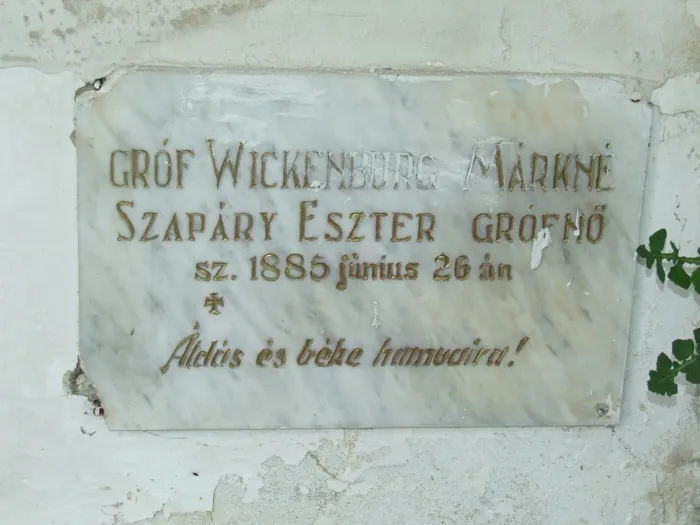 GRÓF WICKENBURG MÁRKNÉ
SZAPÁRY ESZTER GRÓFNŐ
sz. 1885 június 26 án
✠
Áldás és béke hamvaira!